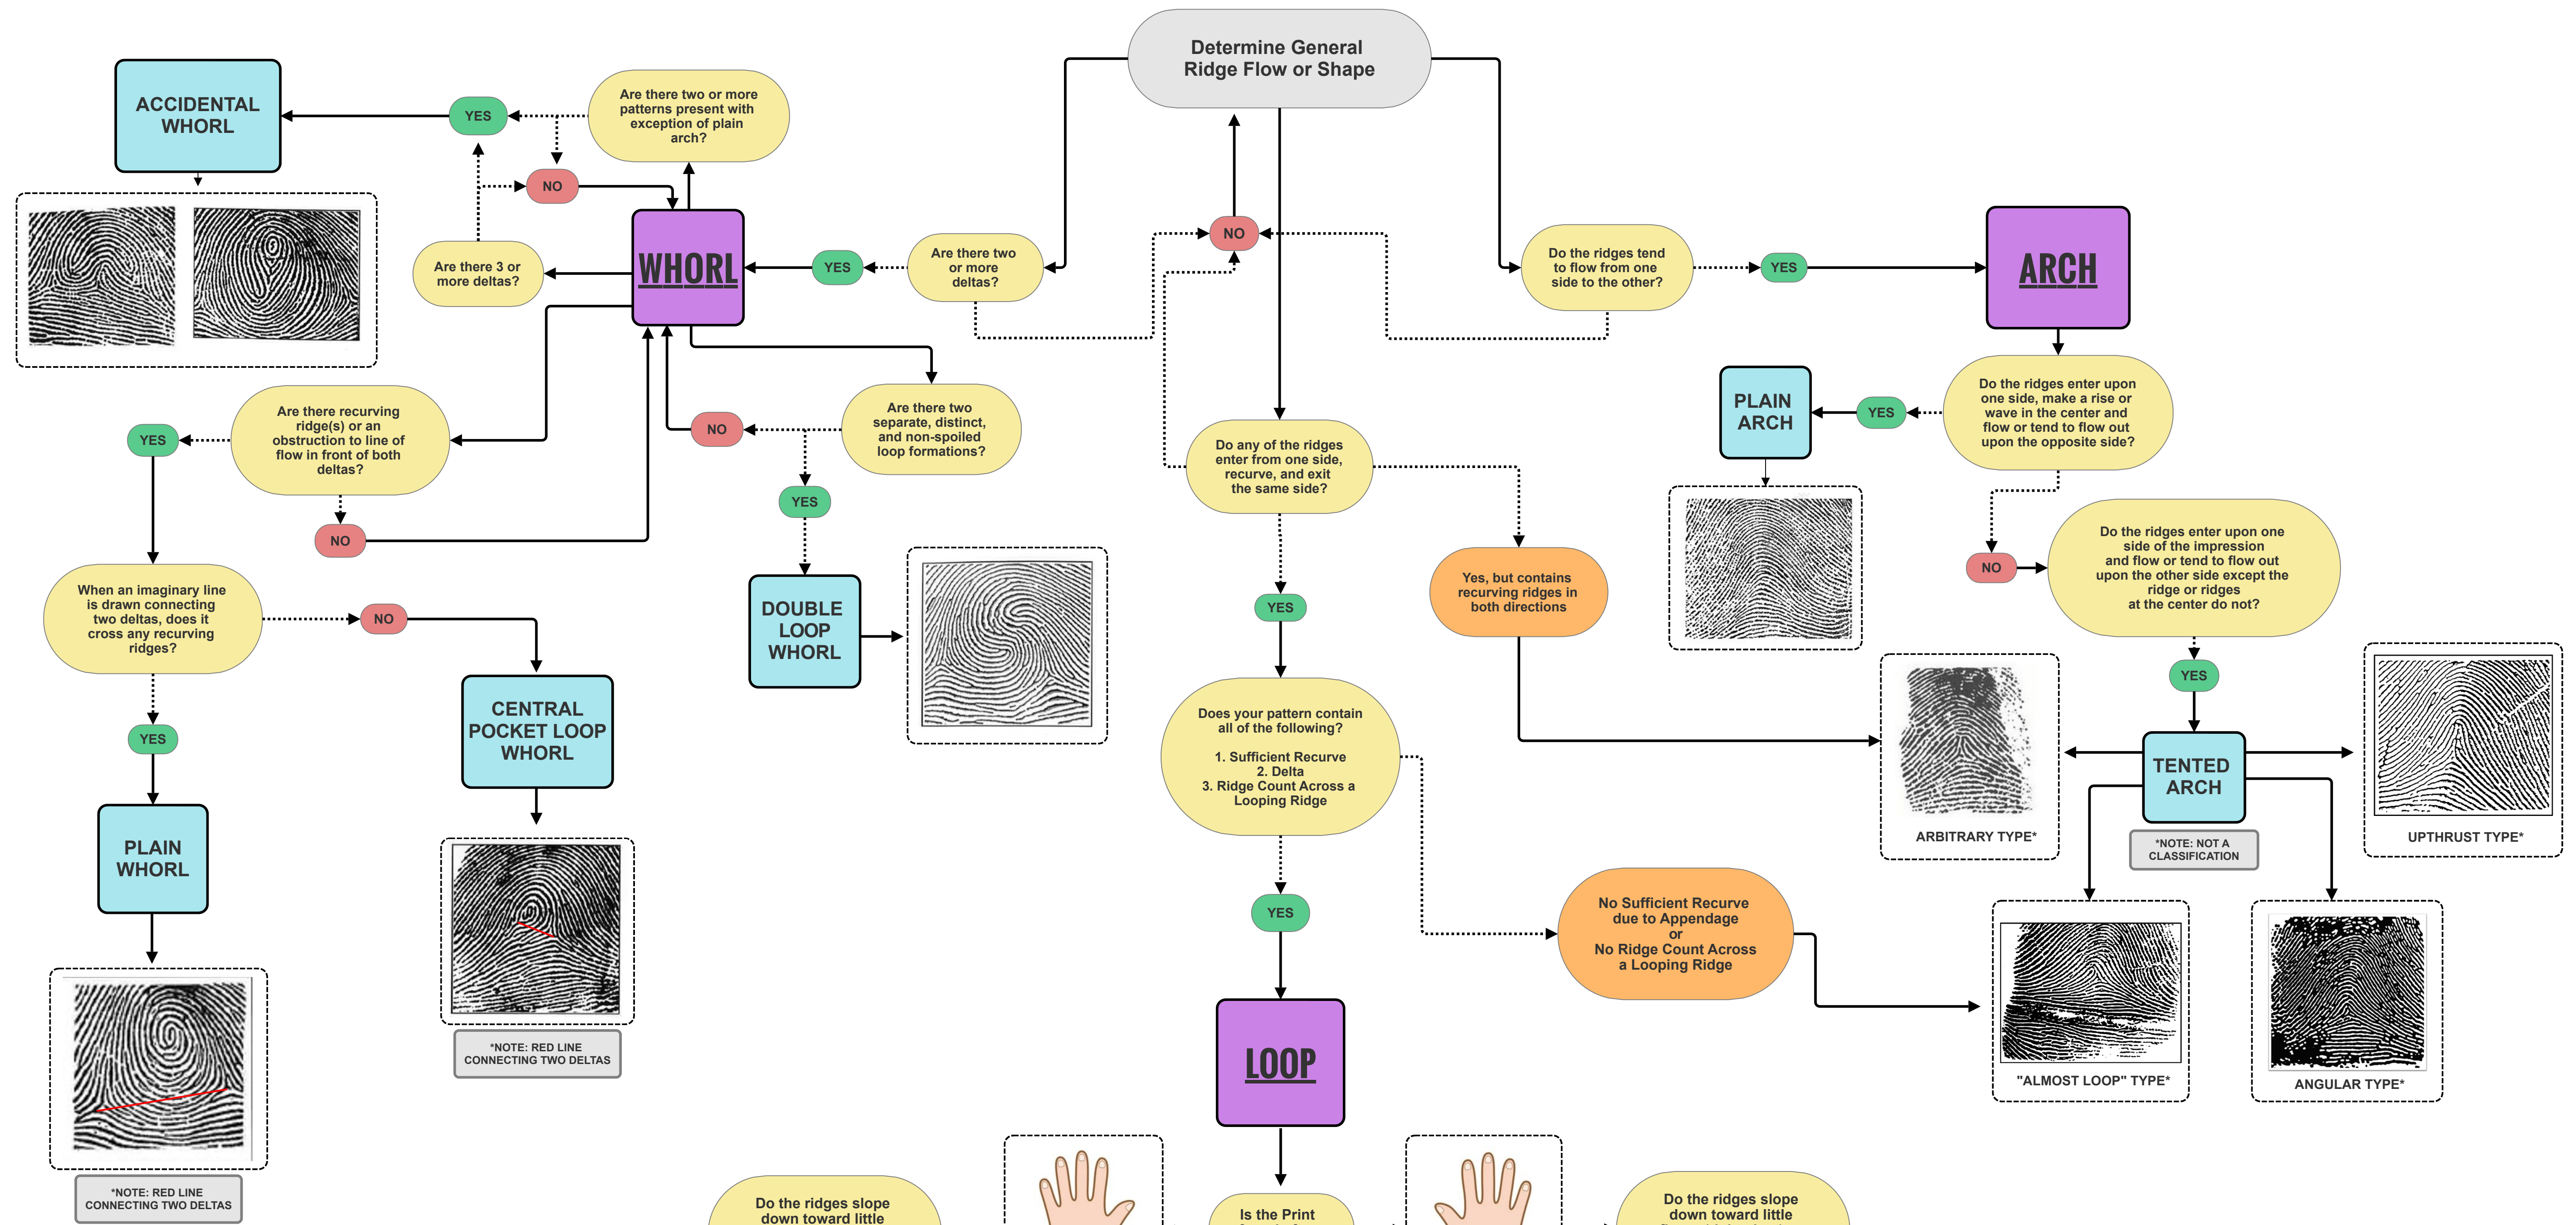 Determine General
Ridge Flow or Shape
ACCIDENTAL
WHORL
YES
Are there two or more
patterns present with
exception of plain
arch?
NO
Are there 3 or
more deltas?
WHORL
YES
Are there two
or more
deltas?
NO
Do the ridges tend
to flow from one
side to the other?
YES
ARCH
Are there recurving
ridge(s) or an
obstruction to line of
flow in front of both
deltas?
YES
NO
NO
Are there two
separate, distinct,
and non-spoiled
loop formations?
YES
DOUBLE
LOOP
WHORL
When an imaginary line
is drawn connecting
two deltas, does it
cross any recurving
ridges?
NO
YES
CENTRAL
POCKET LOOP
WHORL
*NOTE: RED LINE
CONNECTING TWO DELTAS
PLAIN
WHORL
*NOTE: RED LINE
CONNECTING TWO DELTAS
Do any of the ridges
enter from one side,
recurve, and exit
the same side?
YES
Yes, but contains
recurving ridges in
both directions
Does your pattern contain
all of the following?
1. Sufficient Recurve
2. Delta
3. Ridge Count Across a
Looping Ridge
YES
No Sufficient Recurve
due to Appendage
or
No Ridge Count Across
a Looping Ridge
LOOP
PLAIN
ARCH
YES
Do the ridges enter upon
one side, make a rise or
wave in the center and
flow or tend to flow out
upon the opposite side?
NO
Do the ridges enter upon one
side of the impression
and flow or tend to flow out
upon the other side except the
ridge or ridges
at the center do not?
YES
TENTED
ARCH
*NOTE: NOT A
CLASSIFICATION
ARBITRARY TYPE*
UPTHRUST TYPE*
"ALMOST LOOP" TYPE*
ANGULAR TYPE*
Do the ridges slope
down toward little
Is the Print
Do the ridges slope
down toward little